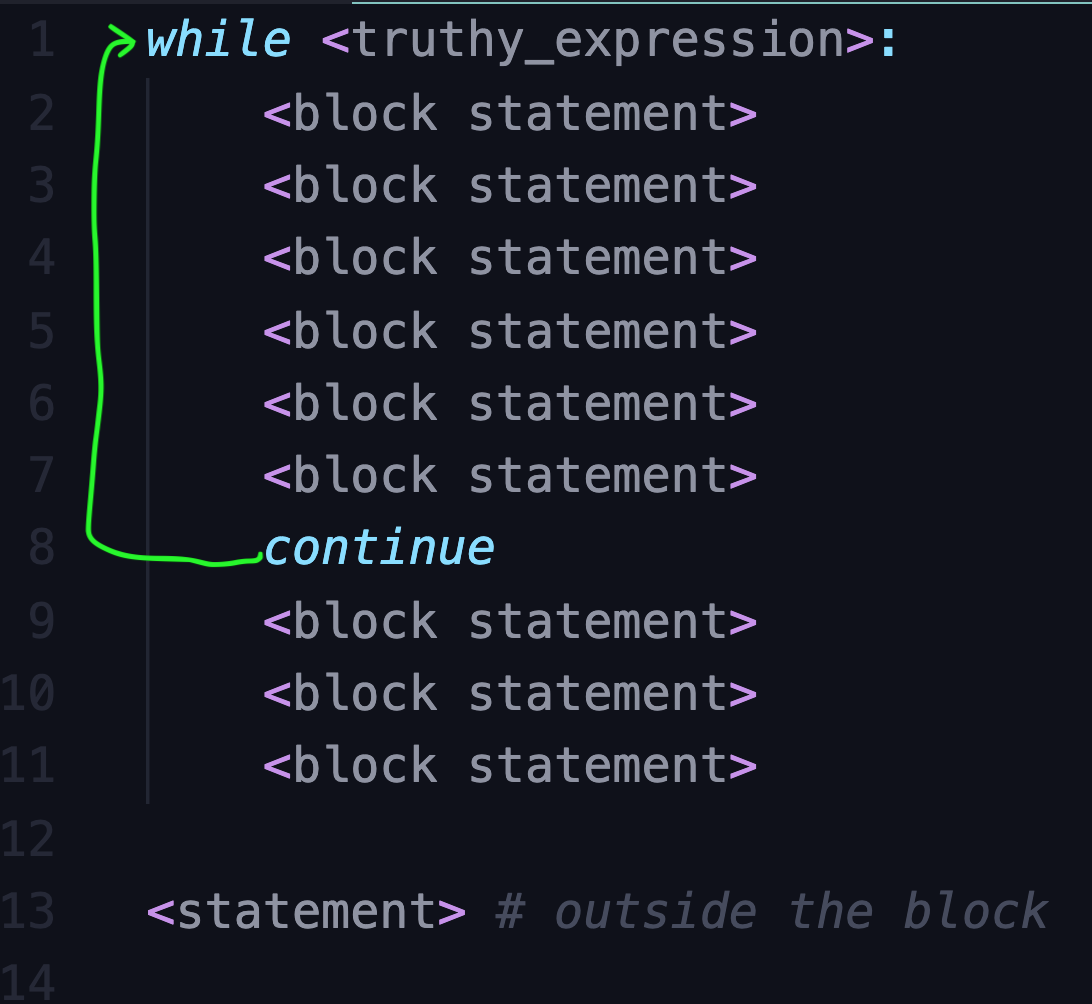 1 while <truthy_expression>:
2 <block statement>
3 <block statement>
4 <block statement>
5 <block statement>
6 <block statement>
7 <block statement>
8 continue
9 <block statement>
10 <block statement>
11 <block statement>
12
13 <statement> # outside the block
14